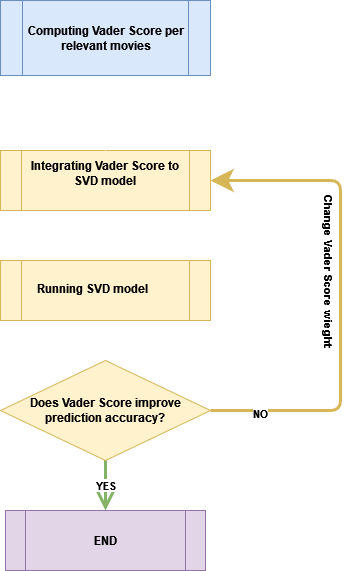 Computing Vader Score per
relevant movies
Integrating Vader Score to
SVD model
Change Vader Score wieght
Running SVD model
Does Vader Score improve
prediction accuracy?
NO
YES
END